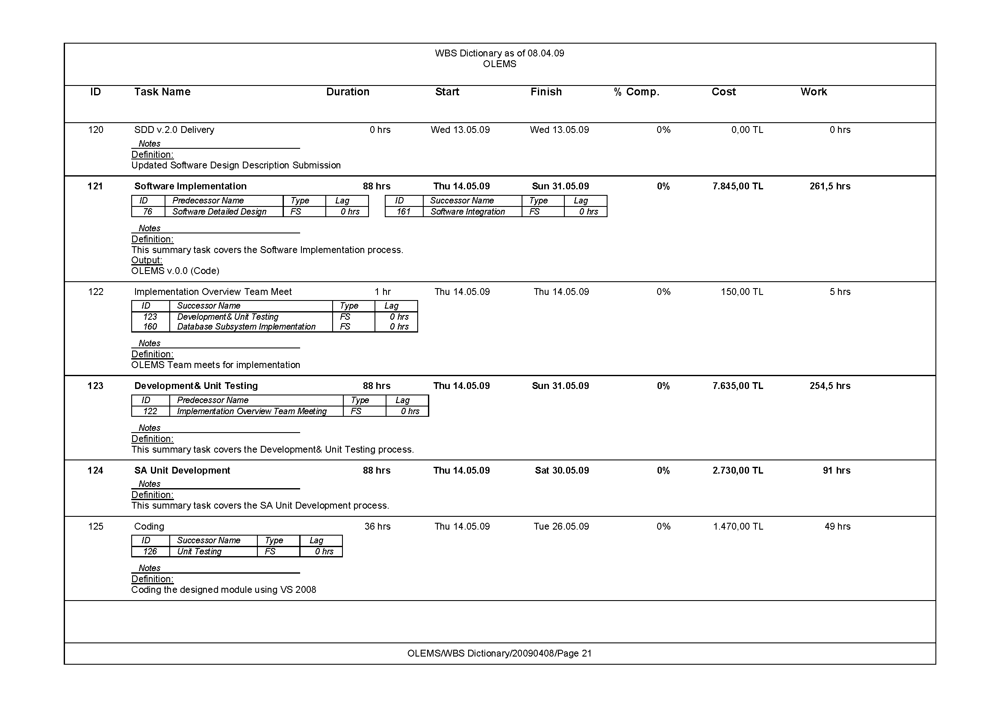 WBS Dictionary as of 08.04.09
OLEMS
ID Task Name Duration Start Finish % Comp. Cost Work
120 SDD v.2.0 Delivery 0 hrs Wed 13.05.09 Wed 13.05.09 0% 0,00 TL 0 hrs
Notes
Definition:
Updated Software Design Description Submission
121 Software Implementation 88 hrs Thu 14.05.09 Sun 31.05.09 0% 7.845,00 TL 261,5 hrs
ID Predecessor Name Type Lag ID Successor Name Type Lag
76 Software Detailed Design FS 0 hrs 161 Software Integration FS 0 hrs
Notes
Definition:
This summary task covers the Software Implementation process.
Output:
OLEMS v.0.0 (Code)
122 Implementation Overview Team Meet 1 hr Thu 14.05.09 Thu 14.05.09 0% 150,00 TL 5 hrs
ID Successor Name Type Lag
123 Development& Unit Testing FS 0 hrs
160 Database Subsystem Implementation FS 0 hrs
Notes
Definition:
OLEMS Team meets for implementation
123 Development& Unit Testing 88 hrs Thu 14.05.09 Sun 31.05.09 0% 7.635,00 TL 254,5 hrs
ID Predecessor Name Type Lag
122 Implementation Overview Team Meeting FS 0 hrs
Notes
Definition:
This summary task covers the Development& Unit Testing process.
124 SA Unit Development 88 hrs Thu 14.05.09 Sat 30.05.09 0% 2.730,00 TL 91 hrs
Notes
Definition:
This summary task covers the SA Unit Development process.
125 Coding 36 hrs Thu 14.05.09 Tue 26.05.09 0% 1.470,00 TL 49 hrs
ID Successor Name Type Lag
126 Unit Testing FS 0 hrs
Notes
Definition:
Coding the designed module using VS 2008
OLEMS/WBS Dictionary/20090408/Page 21